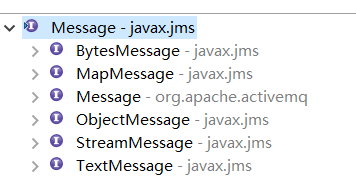 Message - javax.jms
BytesMessage - javax.jms
MapMessage - javax.jms
Message - org.apache.activemq
ObjectMessage - javax.jms
StreamMessage - javax.jms
TextMessage - javax.jms